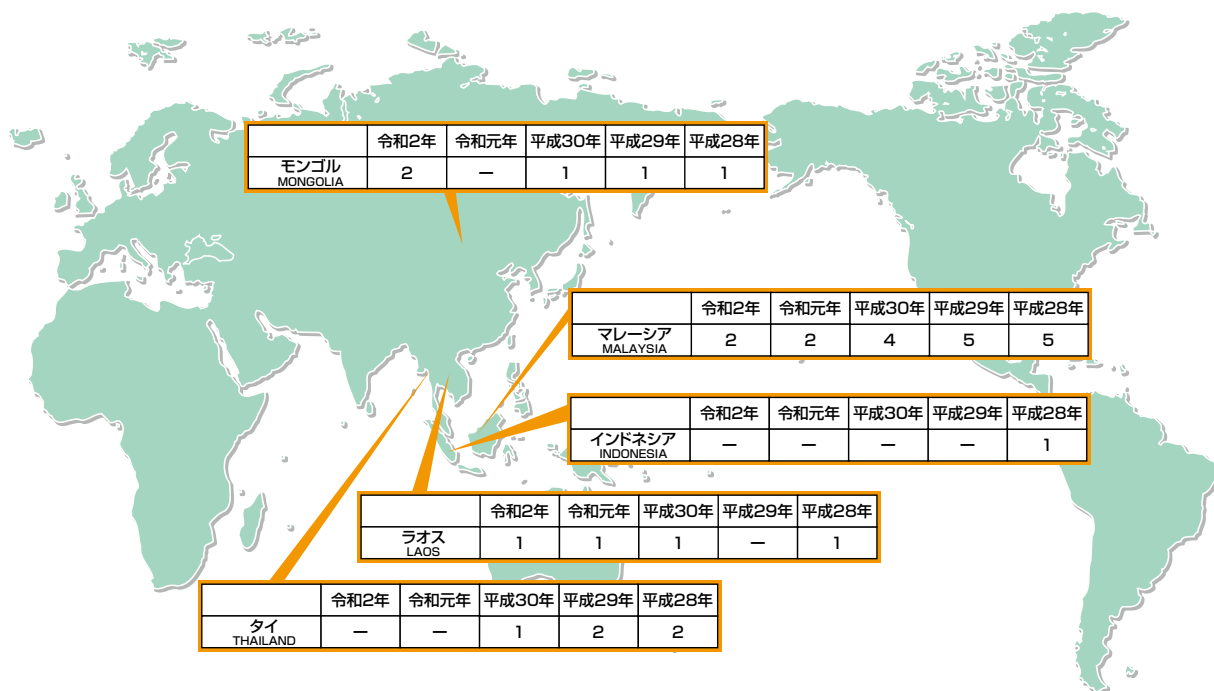 令和2年 令和元年 平成30年 平成29年 平成28年
モンゴル 2 ー 1 1 1
MONGOLIA
令和2年 令和元年 平成30年 平成29年 平成28年
マレーシア 2 2 4 5 5
MALAYSIA
令和2年 令和元年 平成30年 平成29年 平成28年
インドネシア ー ー ー ー 1
INDONESIA
令和2年 令和元年 平成30年 平成29年 平成28年
ラオス 1 1 1 ー 1
LAOS
令和2年 令和元年 平成30年 平成29年 平成28年
タイ ー ー 1 2 2
THAILAND